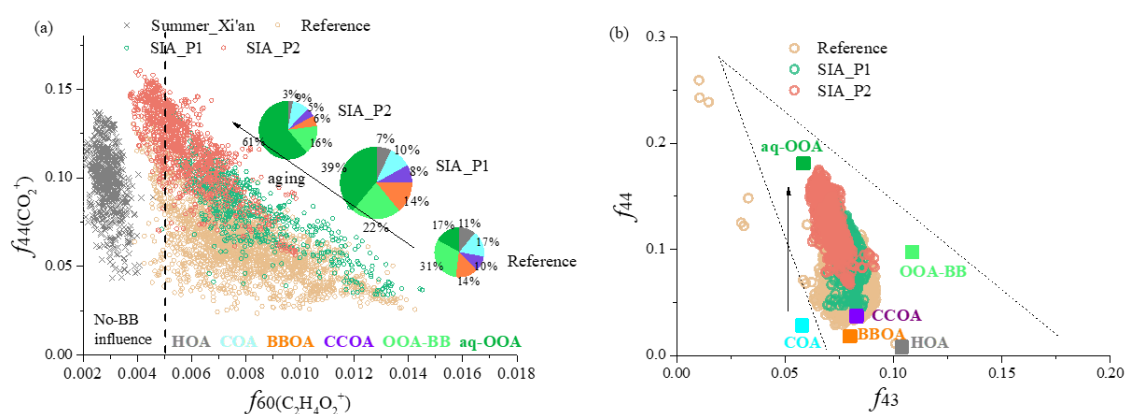 (a)
Summer_Xi'an
Reference
SIA_P1
SIA_P2
f44(CO2+)
0.15
0.10
0.05
0.00
3%
9%
5%
6%
16%
61%
SIA_P2
aging
7%
10%
8%
14%
22%
39%
SIA_P1
11%
17%
10%
14%
31%
17%
Reference
No-BB
influence
HOA COA BBOA CCOA OOA-BB aq-OOA
0.002 0.004 0.006 0.008 0.010 0.012 0.014 0.016 0.018
f60(C2H4O2+)
(b)
Reference
SIA_P1
SIA_P2
f44
0.3
0.2
0.1
0.0
aq-OOA
OOA-BB
CCOA
COA
BBOA
HOA
0.00 0.05 0.10 0.15 0.20
f43